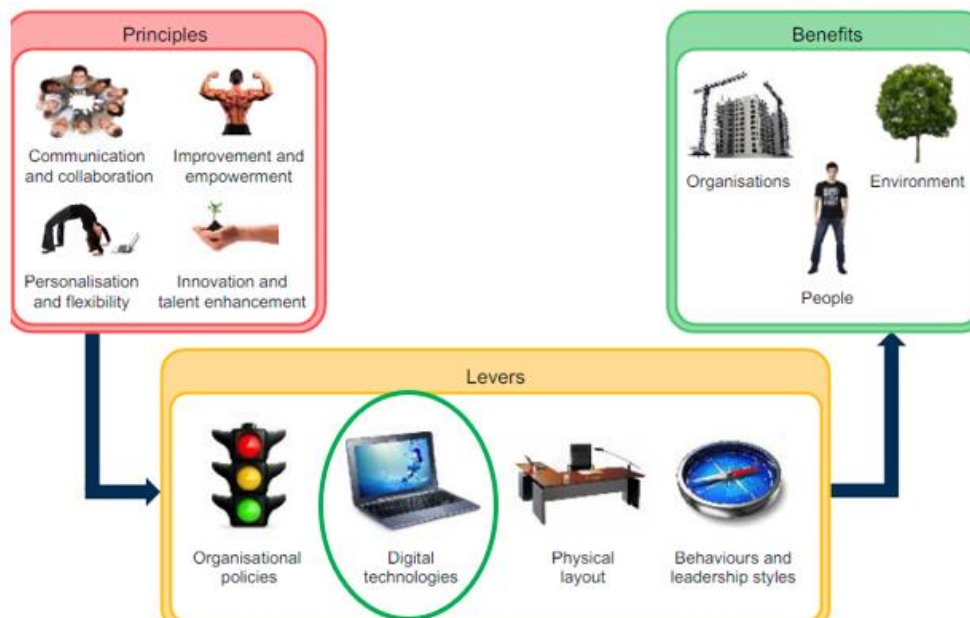 Principles
Communication
and collaboration
Improvement and
empowerment
Personalisation
and flexibility
Innovation and
talent enhancement
Benefits
Organisations
Environment
People
Levers
Organisational
policies
Digital
technologies
Physical
layout
Behaviours and
leadership styles